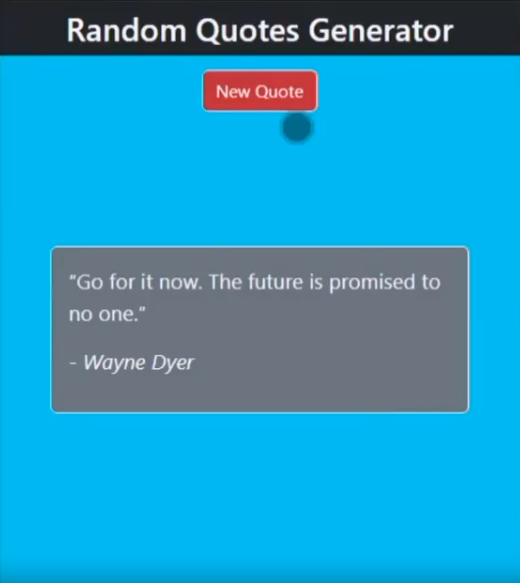 Random Quotes Generator
New Quote
"Go for it now. The future is promised to
no one."
- Wayne Dyer